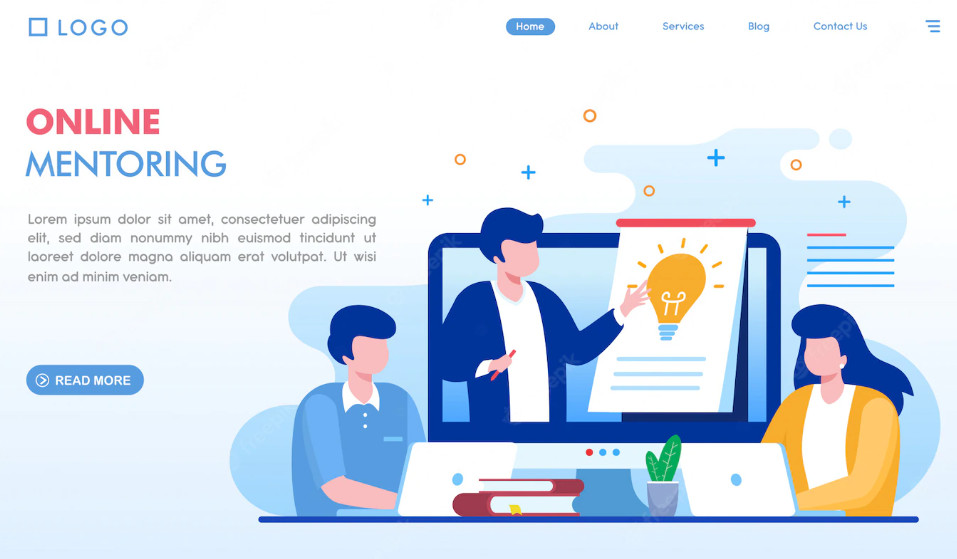 LOGO
Home About Services Blog Contact Us
ONLINE
MENTORING
Lorem ipsum dolor sit amet, consectetuer adipiscing
elit, sed diam nonummy nibh euismod tincidunt ut
laoreet dolore magna aliquam erat volutpat. Ut wisi
enim ad minim veniam.
READ MORE